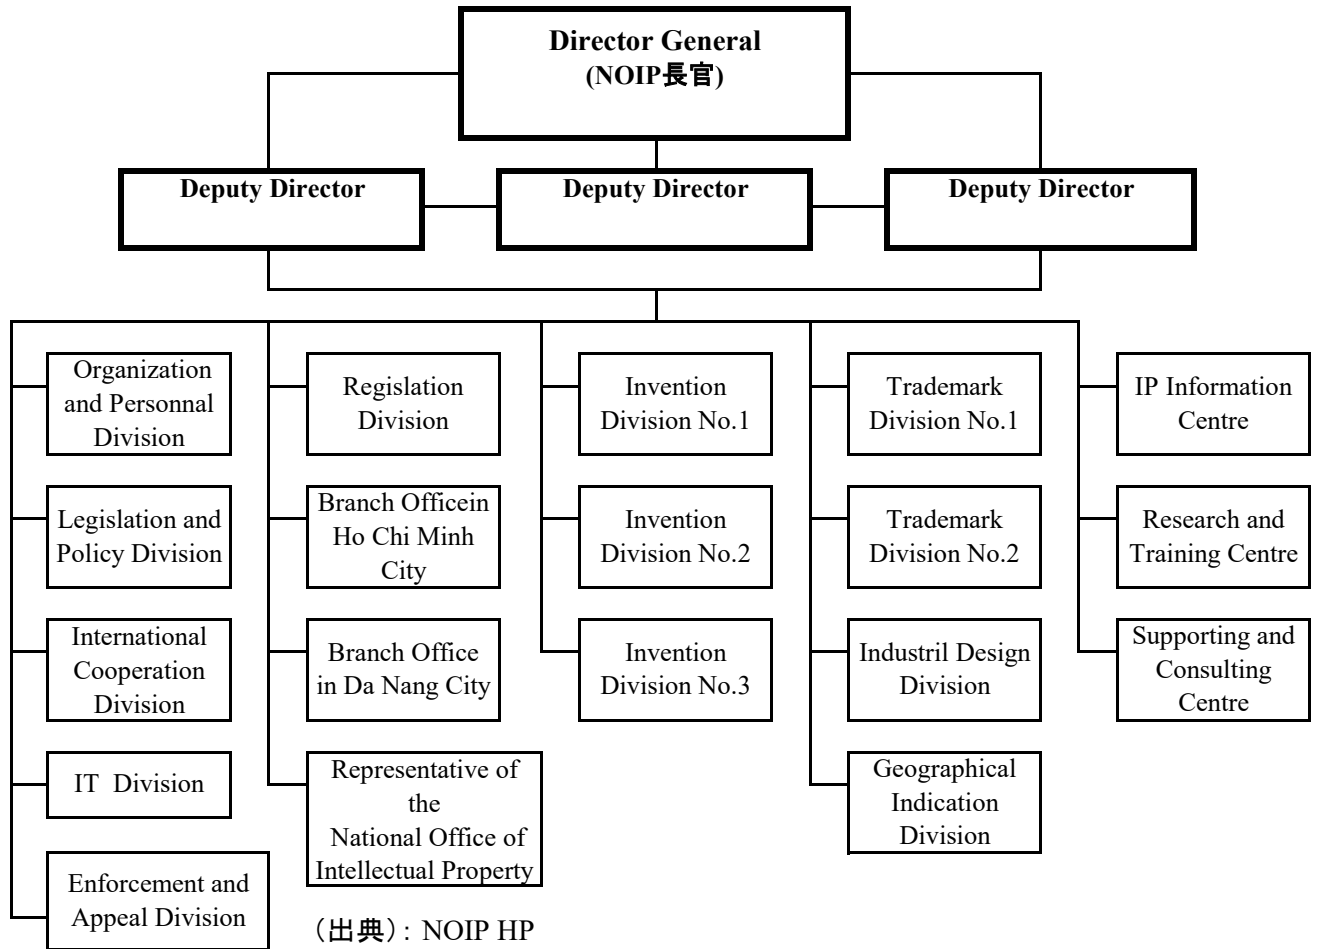 Director General
(NOIP長官)
Deputy Director
Deputy Director
Deputy Director
Organization
and Personnal
Division
Legislation and
Policy Division
International
Cooperation
Division
IT Division
Enforcement and
Appeal Division
Regislation
Division
Branch Officein
Ho Chi Minh
City
Branch Office
in Da Nang City
Representative of
the
National Office of
Intellectual Property
Invention
Division No.1
Invention
Division No.2
Invention
Division No.3
Trademark
Division No.1
Trademark
Division No.2
Industril Design
Division
Geographical
Indication
Division
IP Information
Centre
Research and
Training Centre
Supporting and
Consulting
Centre
（出典）: NOIP HP